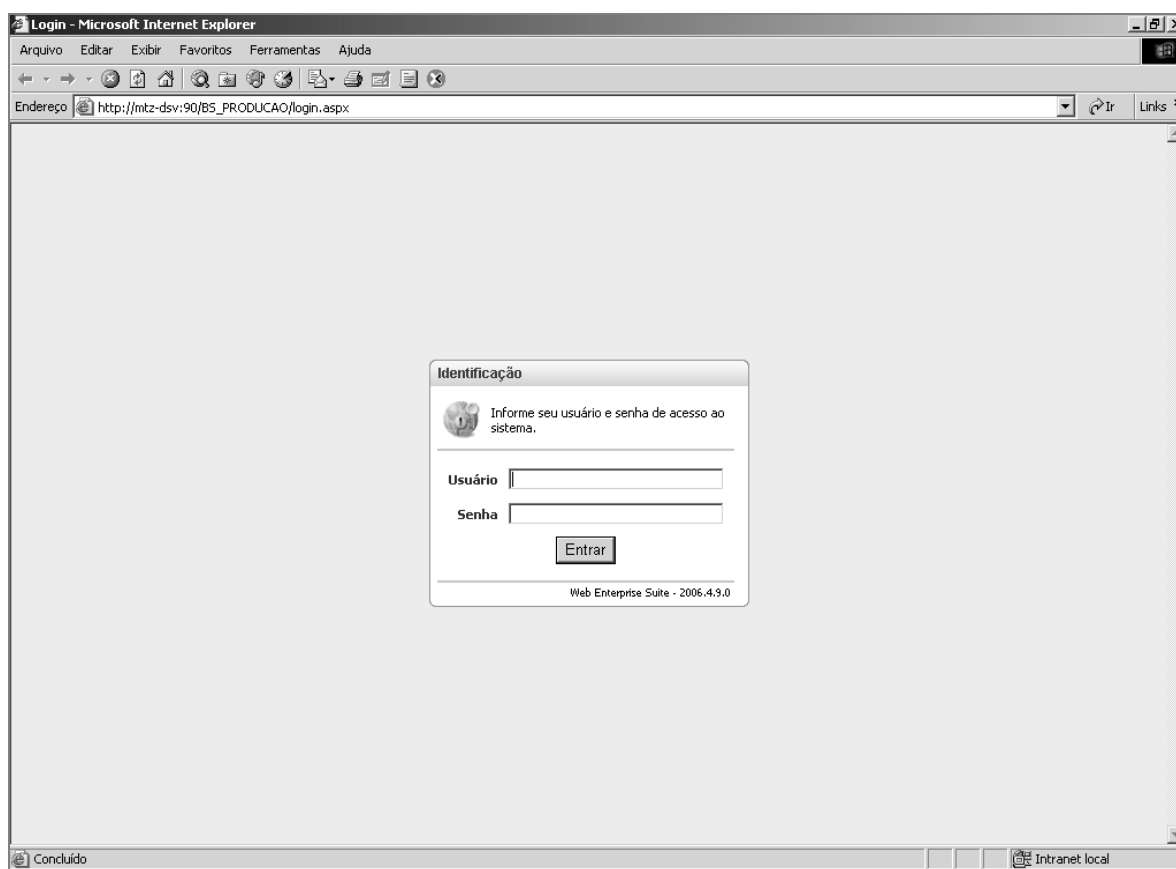 Login - Microsoft Internet Explorer
Arquivo Editar Exibir Favoritos Ferramentas Ajuda
Endereço http://mtz-dsv:90/BS_PRODUCAO/login.aspx Ir Links
Identificação
Informe seu usuário e senha de acesso ao
sistema.
Usuário
Senha
Entrar
Web Enterprise Suite - 2006.4.9.0
Concluído Intranet local